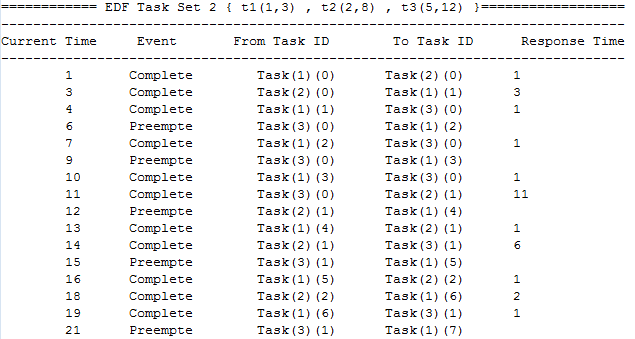 ============ EDF Task Set 2 { t1(1,3) , t2(2,8) , t3(5,12) }==================
Current Time Event From Task ID To Task ID Response Time
1 Complete Task(1)(0) Task(2)(0) 1
3 Complete Task(2)(0) Task(1)(1) 3
4 Complete Task(1)(1) Task(3)(0) 1
6 Preempte Task(3)(0) Task(1)(2)
7 Complete Task(1)(2) Task(3)(0) 1
9 Preempte Task(3)(0) Task(1)(3)
10 Complete Task(1)(3) Task(3)(0) 1
11 Complete Task(3)(0) Task(2)(1) 11
12 Preempte Task(2)(1) Task(1)(4)
13 Complete Task(1)(4) Task(2)(1) 1
14 Complete Task(2)(1) Task(3)(1) 6
15 Preempte Task(3)(1) Task(1)(5)
16 Complete Task(1)(5) Task(2)(2) 1
18 Complete Task(2)(2) Task(1)(6) 2
19 Complete Task(1)(6) Task(3)(1) 1
21 Preempte Task(3)(1) Task(1)(7)